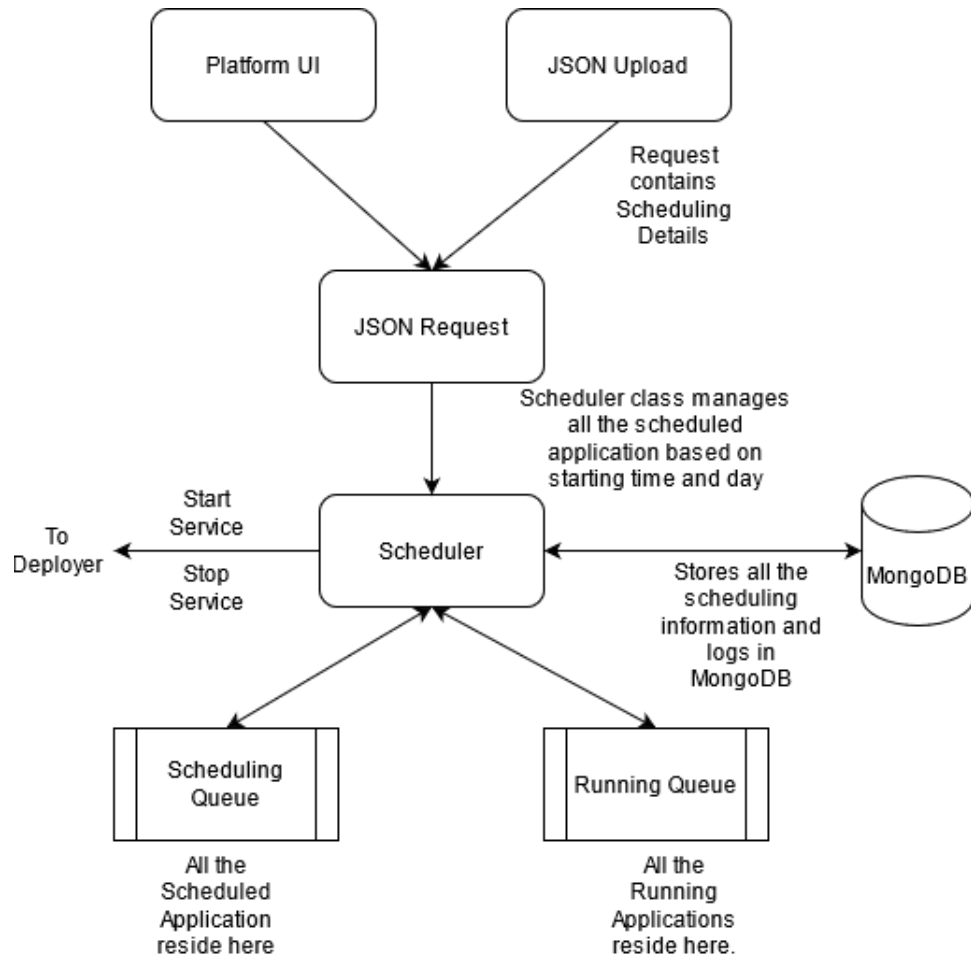 Platform UI
JSON Upload
Request
contains
Scheduling
Details
JSON Request
Scheduler class manages
all the scheduled
application based on
starting time and day
Start
Service
To
Deployer
Stop
Service
Scheduler
MongoDB
Stores all the
scheduling
information and
logs in
MongoDB
Scheduling
Queue
Running Queue
All the
Scheduled
Application
reside here
All the
Running
Applications
reside here.